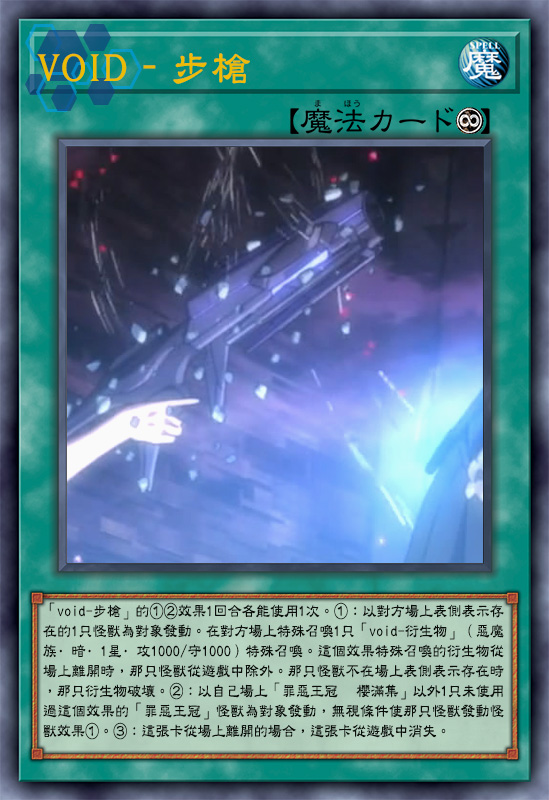 VOID - 步槍
SPELL
魔
まほう
【魔法カード】
「void-步槍」的①②效果1回合各能使用1次。①：以對方場上表側表示存
在的1只怪獸為對象發動。在對方場上特殊召喚1只「void-衍生物」（惡魔
族・暗・1星・攻1000/守1000）特殊召喚。這個效果特殊召喚的衍生物從
場上離開時，那只怪獸從遊戲中除外。那只怪獸不在場上表側表示存在時
，那只衍生物破壞。②：以自己場上「罪惡王冠　櫻滿集」以外1只未使用
過這個效果的「罪惡王冠」怪獸為對象發動，無視條件使那只怪獸發動怪
獸效果①。③：這張卡從場上離開的場合，這張卡從遊戲中消失。